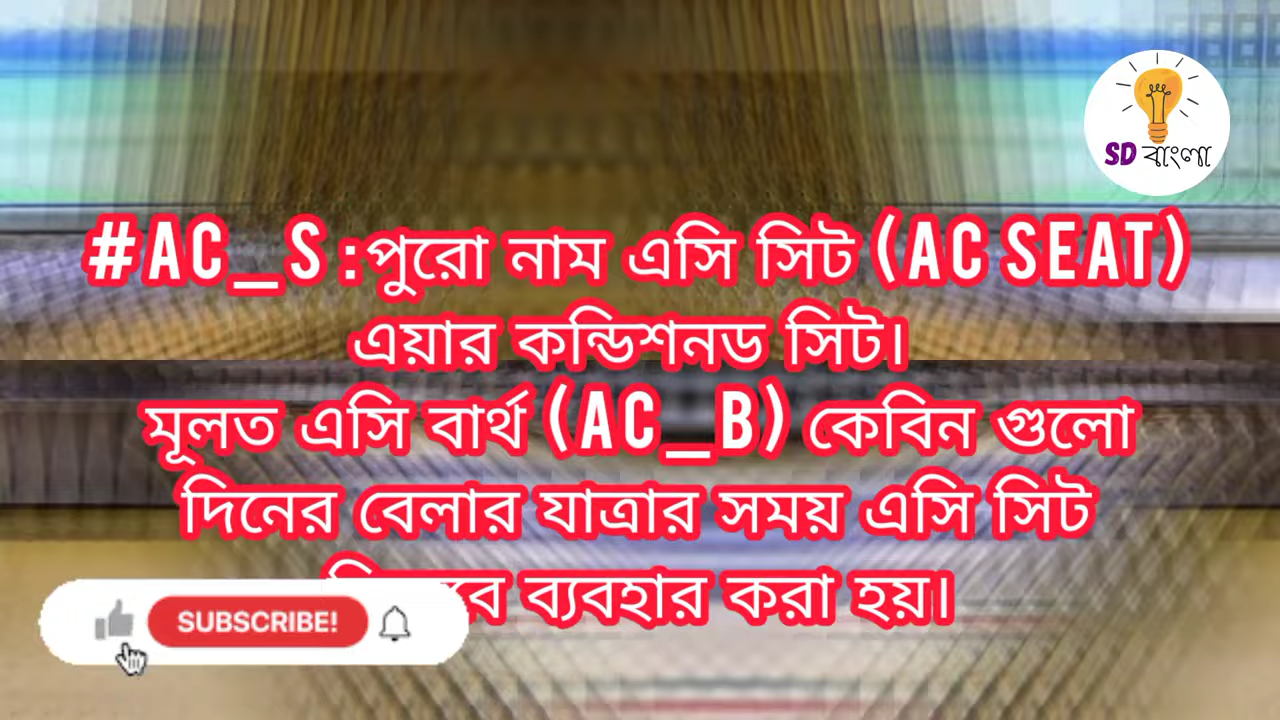 SD বাংলা
#AC_S :পুরো নাম এসি সিট (AC SEAT)
এয়ার কন্ডিশনড সিট।
মূলত এসি বার্থ (AC_B) কেবিন গুলো
দিনের বেলার যাত্রার সময় এসি সিট
ব্যবহার করা হয়।
SUBSCRIBE!